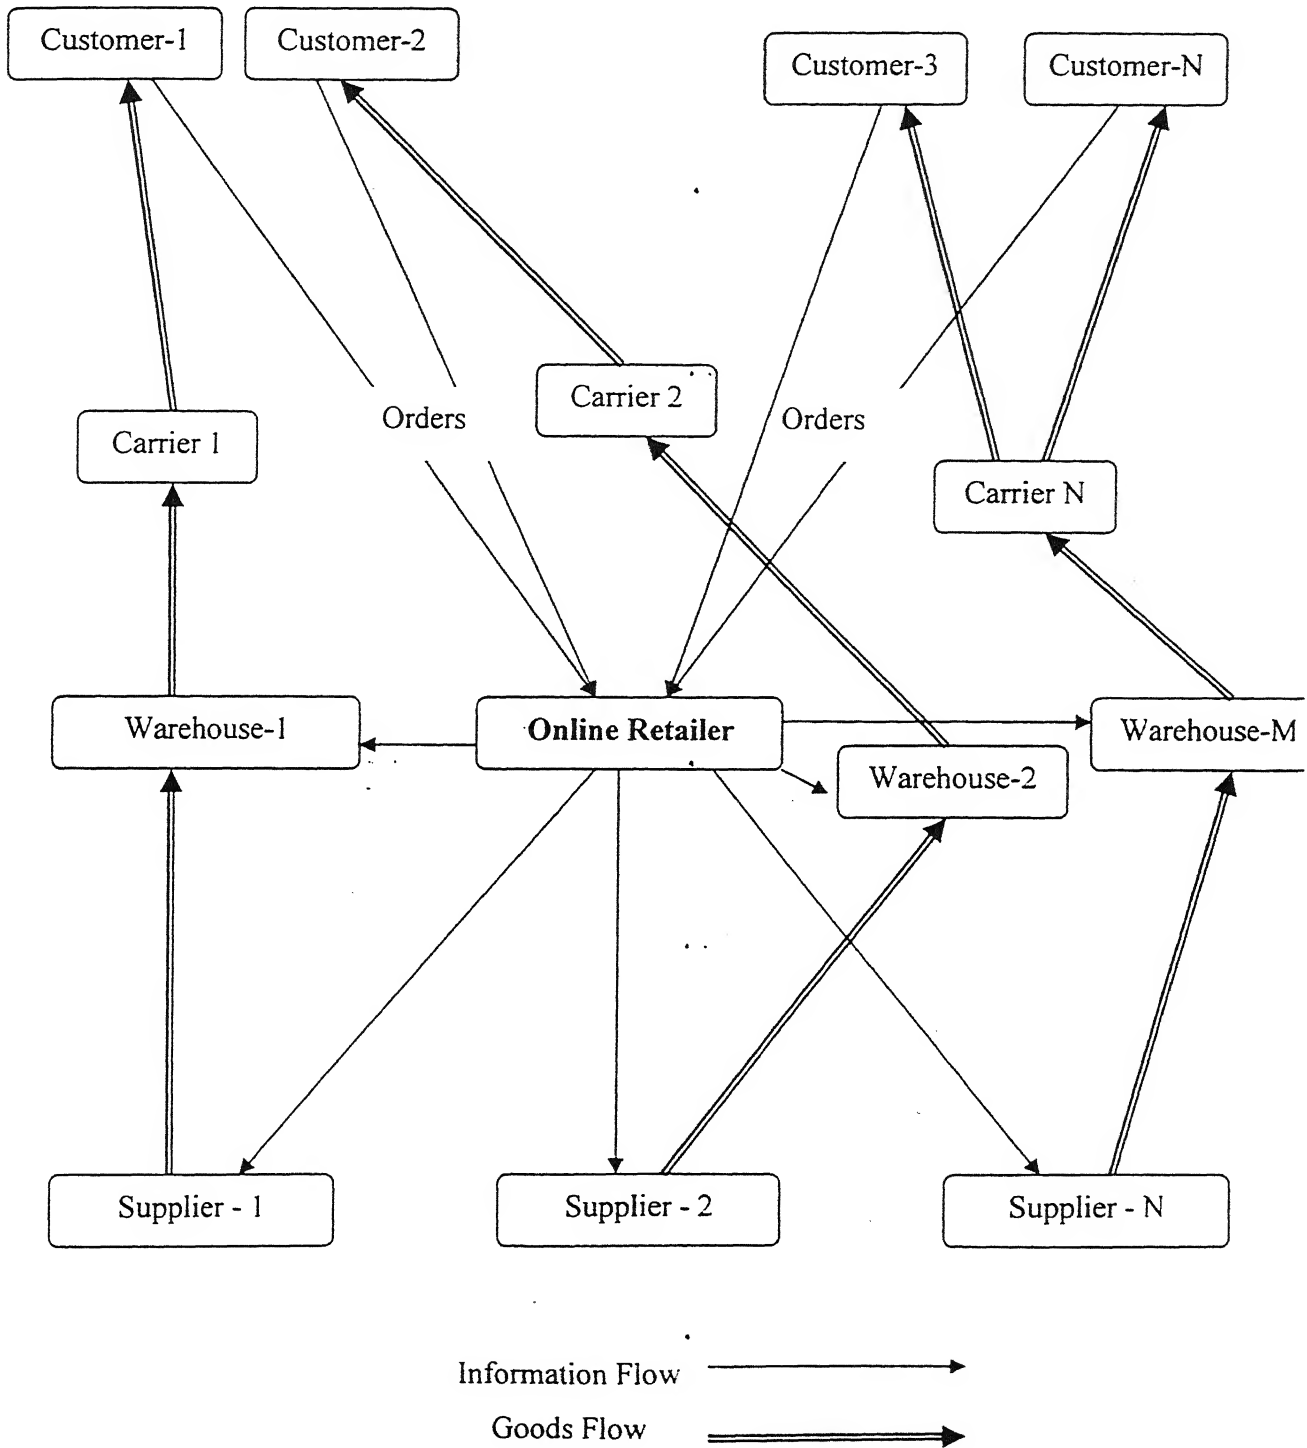 Customer-1
Customer-2
Customer-3
Customer-N
Carrier 2
Orders
Orders
Carrier 1
Carrier N
Warehouse-1
Online Retailer
Warehouse-M
Warehouse-2
Supplier - 1
Supplier - 2
Supplier - N
Information Flow
Goods Flow